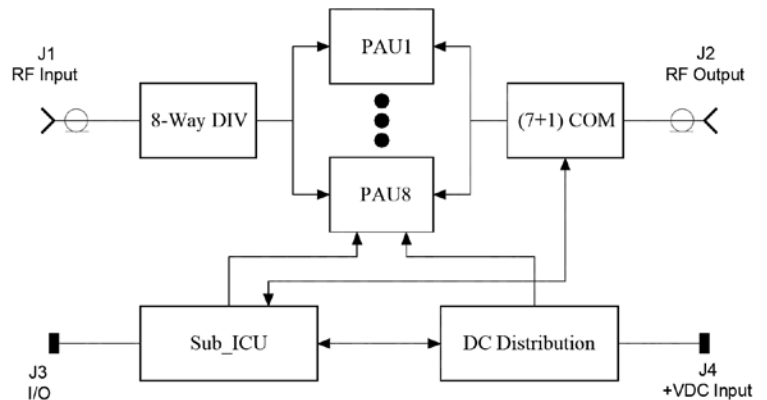 J1
RF Input
8-Way DIV
PAU1
PAU8
(7+1) COM
J2
RF Output
J3
I/O
Sub_ICU
DC Distribution
J4
+VDC Input